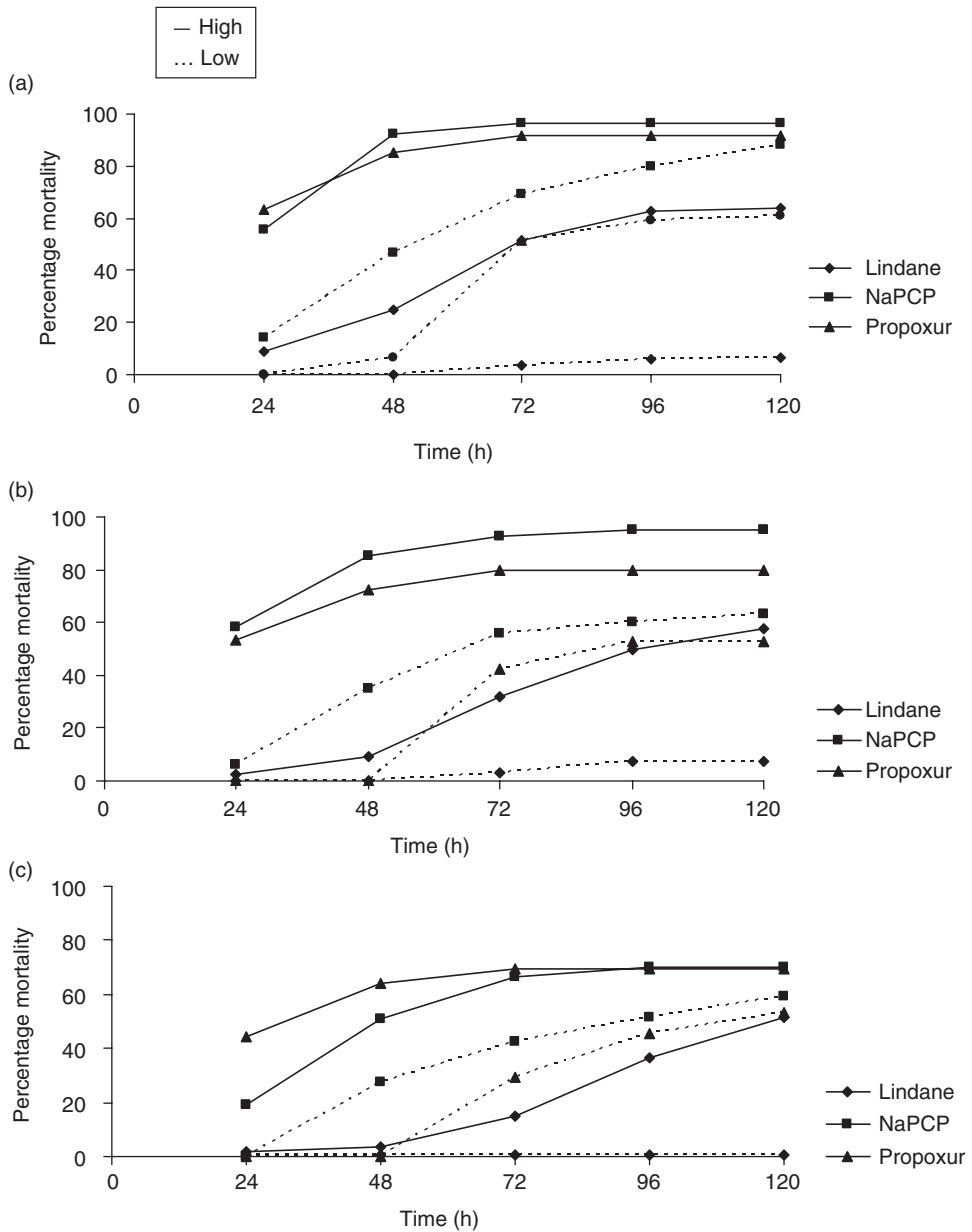 — High
... Low
(a)
100
80
60
40
20
0
0 24 48 72 96 120
Percentage mortality
Time (h)
Lindane
NaPCP
Propoxur
(b)
100
80
60
40
20
0
0 24 48 72 96 120
Percentage mortality
Time (h)
Lindane
NaPCP
Propoxur
(c)
100
80
60
40
20
0
0 24 48 72 96 120
Percentage mortality
Time (h)
Lindane
NaPCP
Propoxur